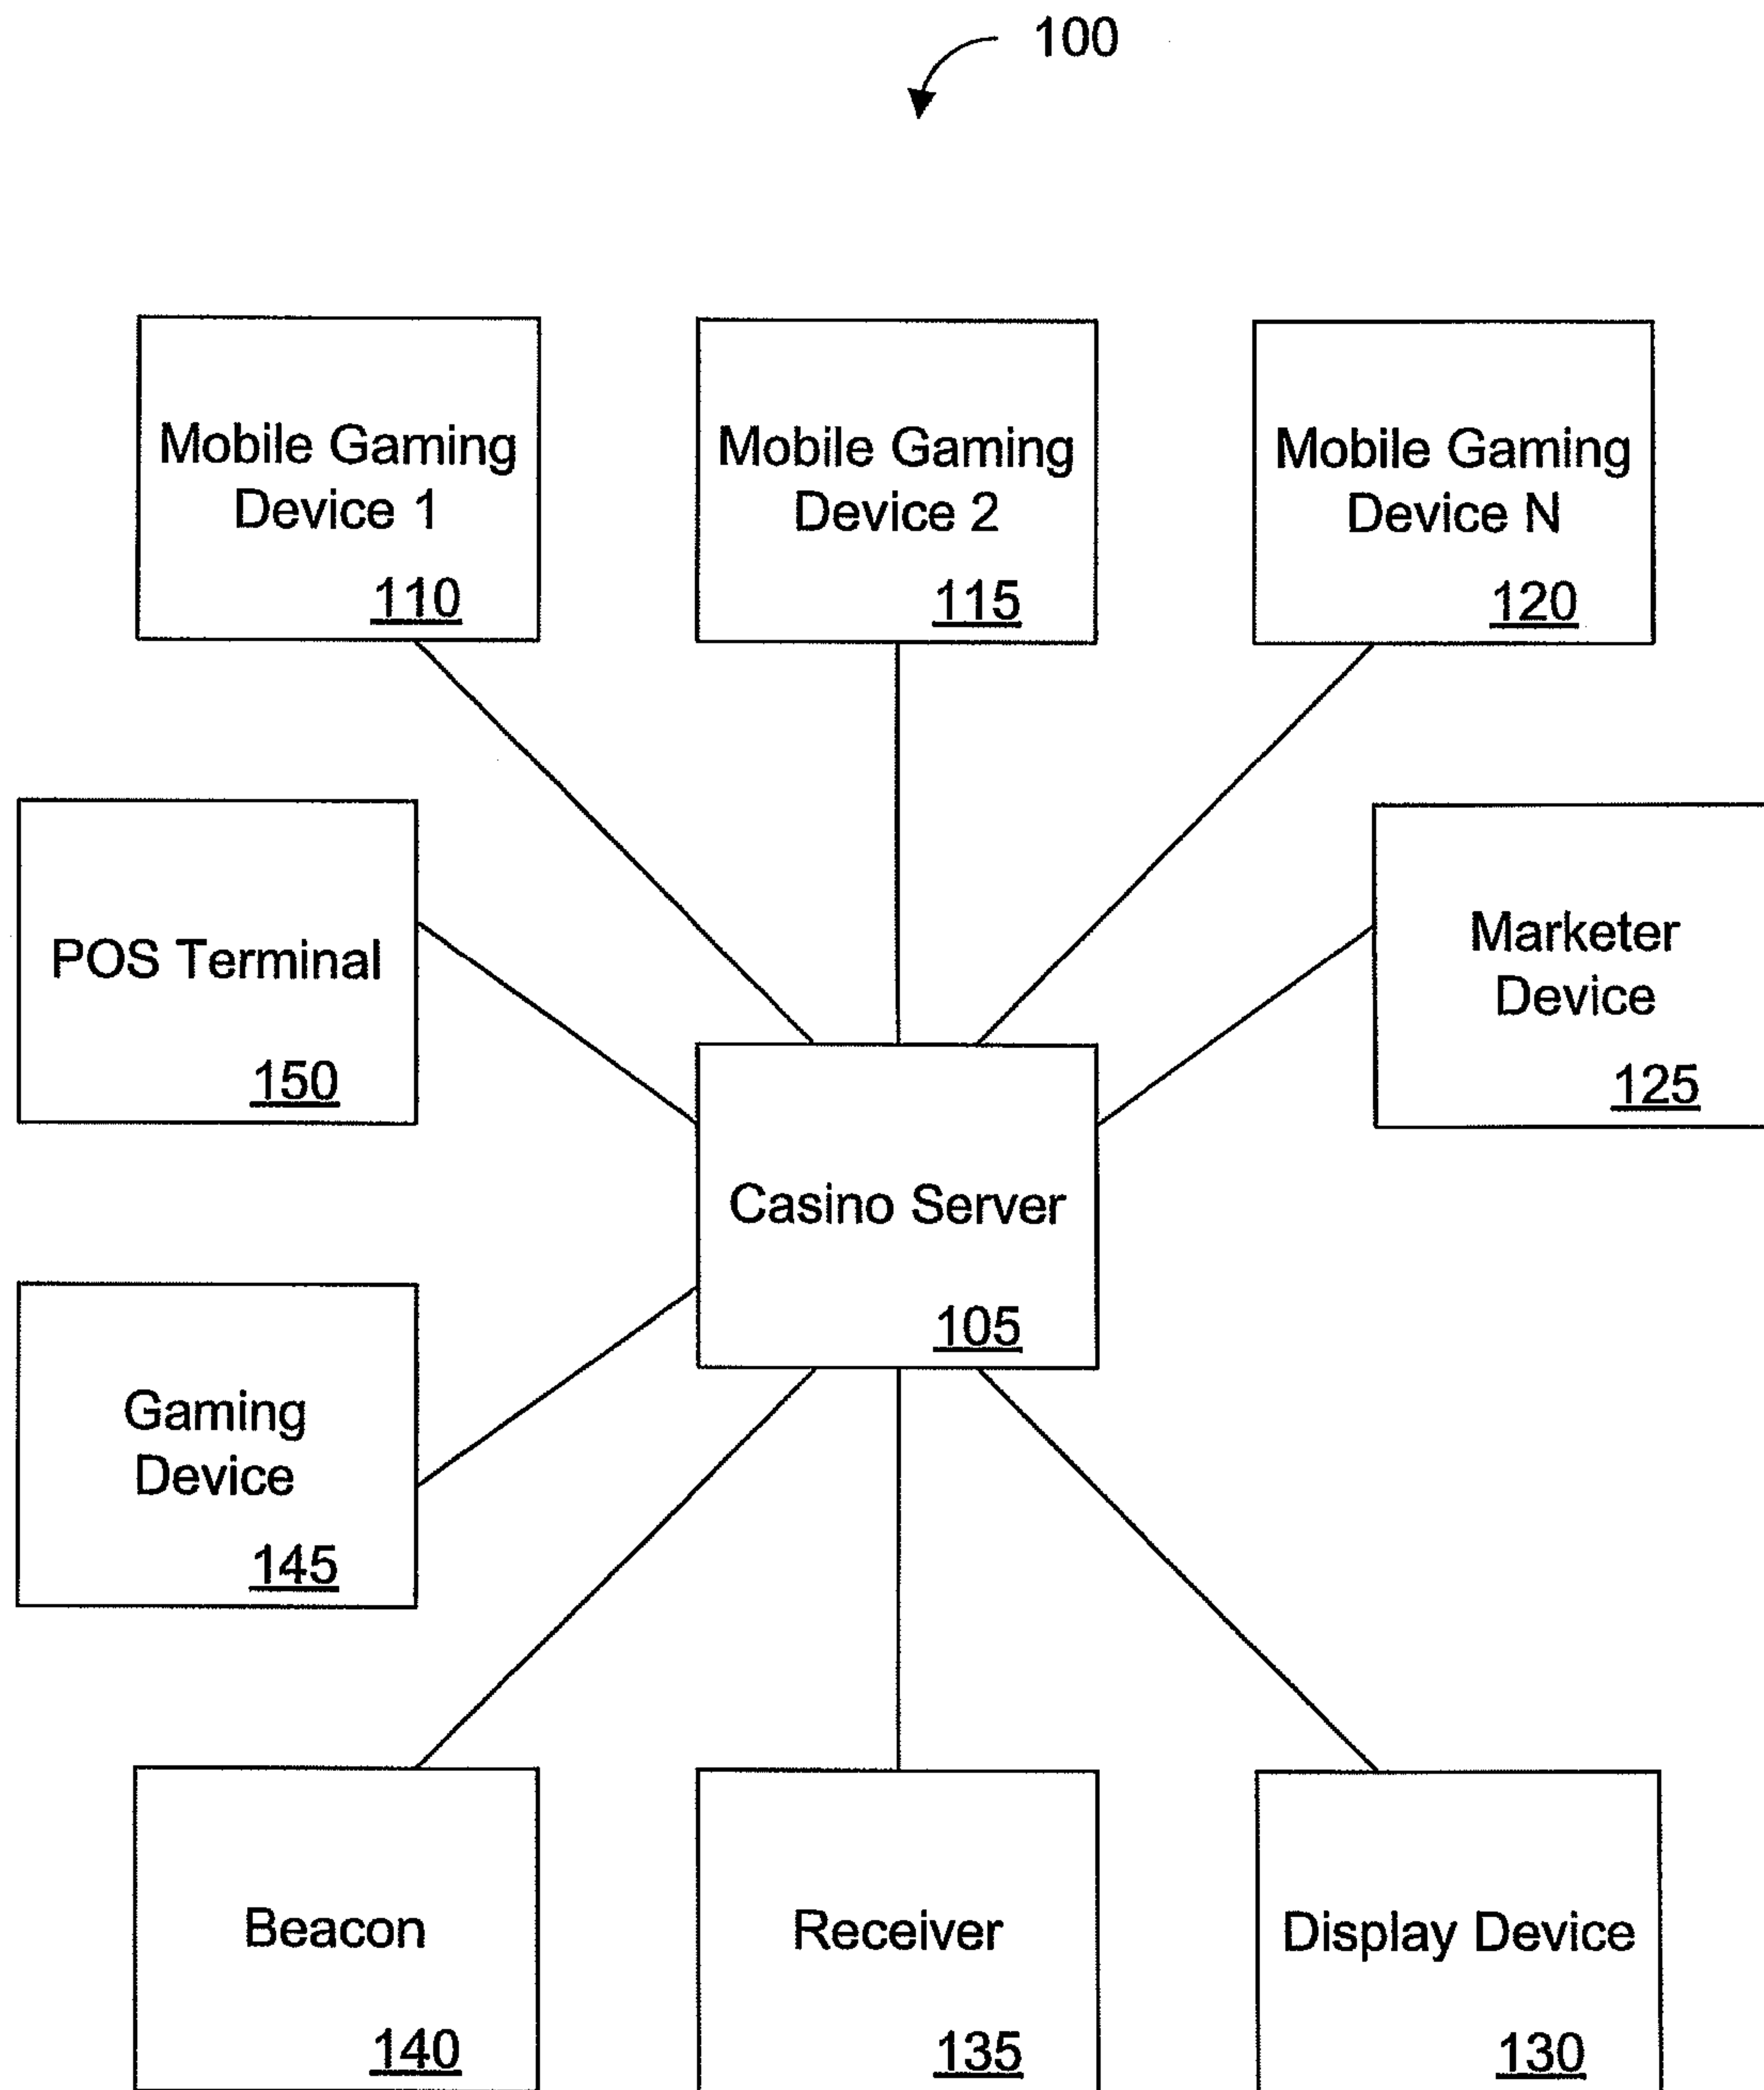 100
Mobile Gaming
Device 1
110
Mobile Gaming
Device 2
115
Mobile Gaming
Device N
120
POS Terminal
150
Marketer
Device
125
Casino Server
105
Gaming
Device
145
Beacon
140
Receiver
135
Display Device
130